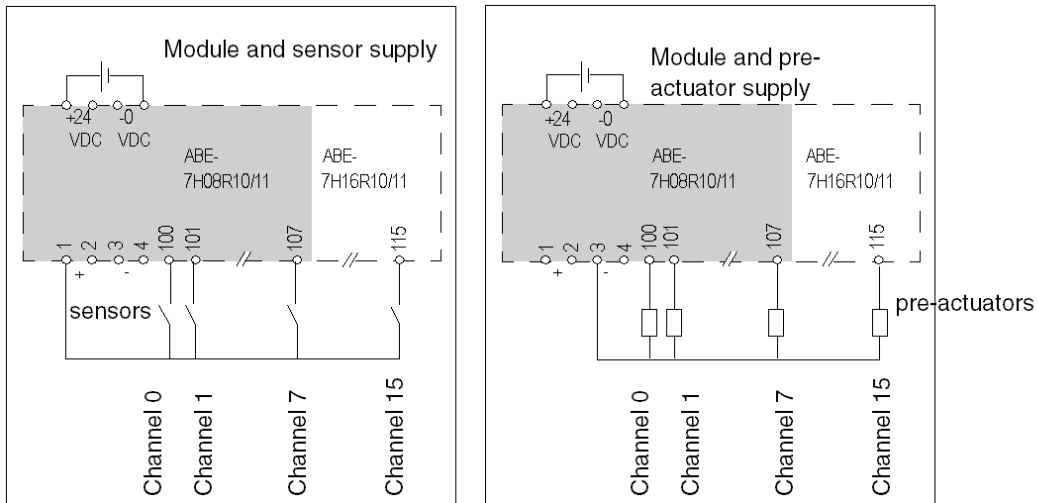 Module and sensor supply
+24 -0
VDC VDC
ABE-
7H08R10/11
ABE-
7H16R10/11
1 2 3 4 100 101 107 115
+ -
sensors
Channel 0
Channel 1
Channel 7
Channel 15
Module and pre-
actuator supply
+24 -0
VDC VDC
ABE-
7H08R10/11
ABE-
7H16R10/11
1 2 3 4 100 101 107 115
+ -
pre-actuators
Channel 0
Channel 1
Channel 7
Channel 15